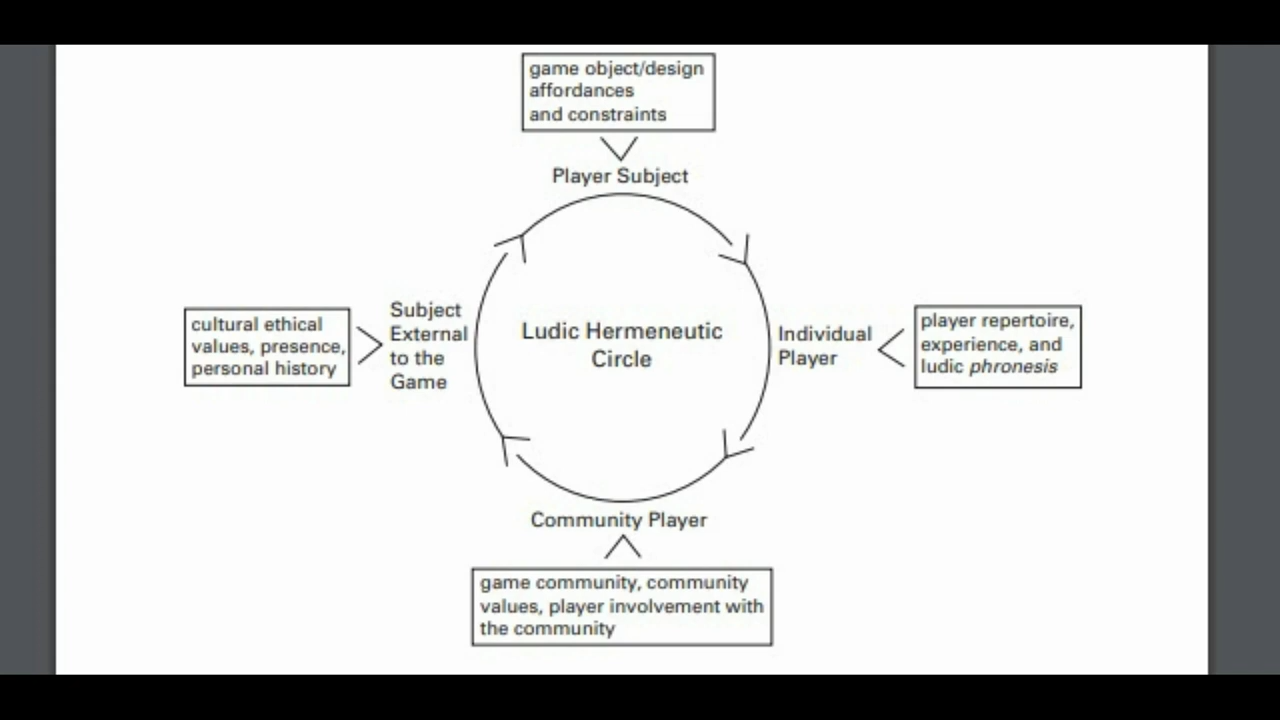 game object/design
affordances
and constraints
Player Subject
cultural ethical
values, presence,
personal history
Subject
External
to the
Game
Ludic Hermeneutic
Circle
Individual
Player
player repertoire,
experience, and
ludic phronesis
Community Player
game community, community
values, player involvement with
the community